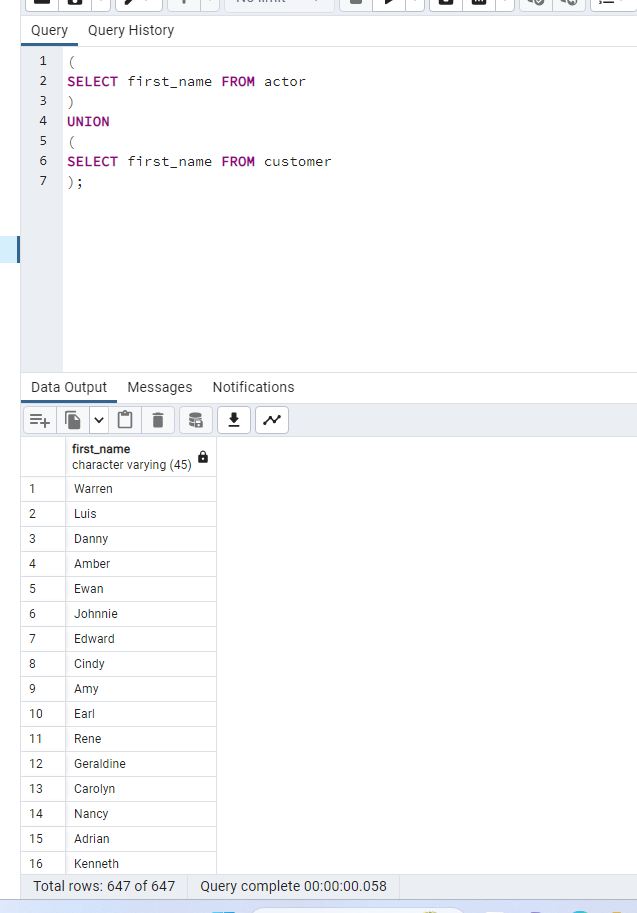 No limit
Query Query History
1 (
2 SELECT first_name FROM actor
3 )
4 UNION
5 (
6 SELECT first_name FROM customer
7 );
Data Output Messages Notifications
first_name
character varying (45)
1 Warren
2 Luis
3 Danny
4 Amber
5 Ewan
6 Johnnie
7 Edward
8 Cindy
9 Amy
10 Earl
11 Rene
12 Geraldine
13 Carolyn
14 Nancy
15 Adrian
16 Kenneth
Total rows: 647 of 647 Query complete 00:00:00.058